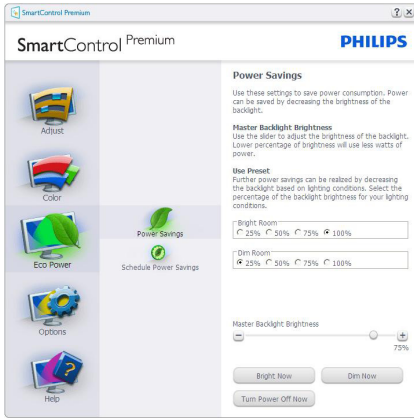 SmartControl Premium
SmartControl Premium
PHILIPS
Adjust
Color
Eco Power
Options
Help
Power Savings
Schedule Power Savings
Power Savings
Use these settings to save power consumption. Power
can be saved by decreasing the brightness of the
backlight.
Master Backlight Brightness
Use the slider to adjust the brightness of the backlight.
Lower percentage of brightness will use less watts of
power.
Use Preset
Further power savings can be realized by decreasing
the backlight based on lighting conditions. Select the
percentage of the backlight brightness for your lighting
conditions.
Bright Room
25% 50% 75% 100%
Dim Room
25% 50% 75% 100%
Master Backlight Brightness
75%
Bright Now Dim Now
Turn Power Off Now